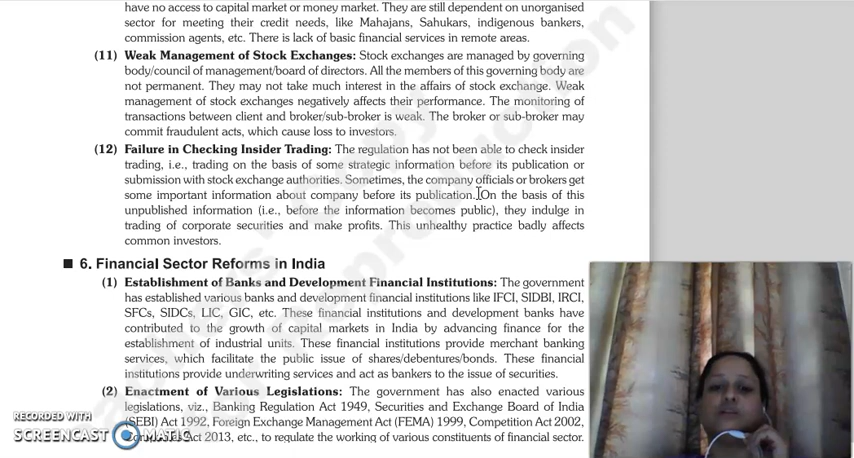 have no access to capital market or money market. They are still dependent on unorganised
sector for meeting their credit needs, like Mahajans, Sahukars, indigenous bankers,
commission agents, etc. There is lack of basic financial services in remote areas.
(11) Weak Management of Stock Exchanges: Stock exchanges are managed by governing
body/council of management/board of directors. All the members of this governing body are
not permanent. They may not take much interest in the affairs of stock exchange. Weak
management of stock exchanges negatively affects their performance. The monitoring of
transactions between client and broker/sub-broker is weak. The broker or sub-broker may
commit fraudulent acts, which cause loss to investors.
(12) Failure in Checking Insider Trading: The regulation has not been able to check insider
trading, i.e., trading on the basis of some strategic information before its publication or
submission with stock exchange authorities. Sometimes, the company officials or brokers get
some important information about company before its publication. On the basis of this
unpublished information (i.e., before the information becomes public), they indulge in
trading of corporate securities and make profits. This unhealthy practice badly affects
common investors.
6. Financial Sector Reforms in India
(1) Establishment of Banks and Development Financial Institutions: The government
has established various banks and development financial institutions like IFCI, SIDBI, IRCI,
SFCs, SIDCs, LIC, GIC, etc. These financial institutions and development banks have
contributed to the growth of capital markets in India by advancing finance for the
establishment of industrial units. These financial institutions provide merchant banking
services, which facilitate the public issue of shares/debentures/bonds. These financial
institutions provide underwriting services and act as bankers to the issue of securities.
(2) Enactment of Various Legislations: The government has also enacted various
legislations, viz., Banking Regulation Act 1949, Securities and Exchange Board of India
(SEBI) Act 1992, Foreign Exchange Management Act (FEMA) 1999, Competition Act 2002,
Act 2013, etc., to regulate the working of various constituents of financial sector.
RECORDED WITH
SCREENCAST MATIC